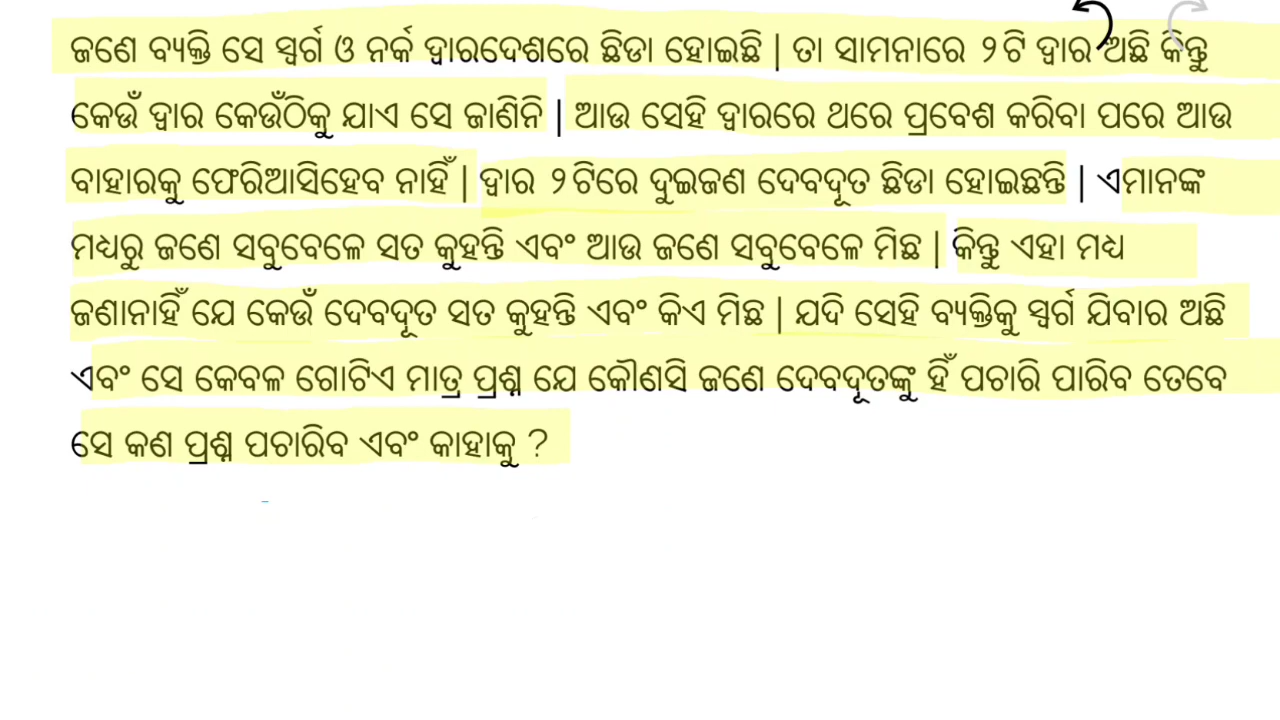 ଜଣେ ବ୍ୟକ୍ତି ସେ ସ୍ୱର୍ଗ ଓ ନର୍କ ଦ୍ୱାରଦେଶରେ ଛିଡା ହୋଇଛି | ତା ସାମନାରେ ୨ଟି ଦ୍ୱାର ଅଛି କିନ୍ତୁ
କେଉଁ ଦ୍ୱାର କେଉଁଠିକୁ ଯାଏ ସେ ଜାଣିନି | ଆଉ ସେହି ଦ୍ୱାରରେ ଥରେ ପ୍ରବେଶ କରିବା ପରେ ଆଉ
ବାହାରକୁ ଫେରିଆସିହେବ ନାହିଁ | ଦ୍ୱାର ୨ଟିରେ ଦୁଇଜଣ ଦେବଦୂତ ଛିଡା ହୋଇଛନ୍ତି | ଏମାନଙ୍କ
ମଧ୍ୟରୁ ଜଣେ ସବୁବେଳେ ସତ କୁହନ୍ତି ଏବଂ ଆଉ ଜଣେ ସବୁବେଳେ ମିଛ | କିନ୍ତୁ ଏହା ମଧ୍ୟ
ଜଣାନାହିଁ ଯେ କେଉଁ ଦେବଦୂତ ସତ କୁହନ୍ତି ଏବଂ କିଏ ମିଛ | ଯଦି ସେହି ବ୍ୟକ୍ତିକୁ ସ୍ୱର୍ଗ ଯିବାର ଅଛି
ଏବଂ ସେ କେବଳ ଗୋଟିଏ ମାତ୍ର ପ୍ରଶ୍ନ ଯେ କୌଣସି ଜଣେ ଦେବଦୂତଙ୍କୁ ହିଁ ପଚାରି ପାରିବ ତେବେ
ସେ କଣ ପ୍ରଶ୍ନ ପଚାରିବ ଏବଂ କାହାକୁ ?